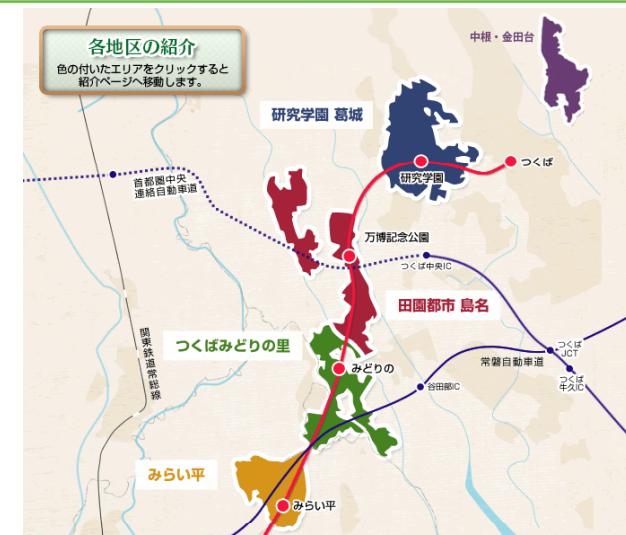 各地区の紹介
色の付いたエリアをクリックすると
紹介ページへ移動します。
中根・金田台
研究学園 葛城
つくば
研究学園
首都圏中央
連絡自動車道
万博記念公園
つくば中央IC
田園都市 島名
つくばみどりの里
関東鉄道常総線
みどりの
常磐自動車道
つくば
JCT
谷田部IC
つくば
牛久IC
みらい平
みらい平